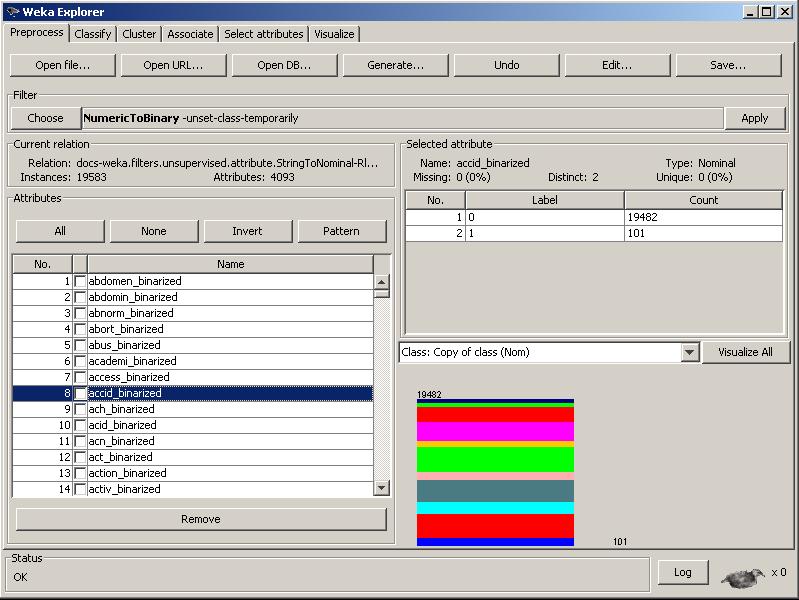 Weka Explorer
Preprocess Classify Cluster Associate Select attributes Visualize
Open file... Open URL... Open DB... Generate... Undo Edit... Save...
Filter
Choose NumericToBinary -unset-class-temporarily Apply
Current relation
Relation: docs-weka.filters.unsupervised.attribute.StringToNominal-Rl...
Instances: 19583 Attributes: 4093
Selected attribute
Name: accid_binarized Type: Nominal
Missing: 0 (0%) Distinct: 2 Unique: 0 (0%)
No. Label Count
1 0 19482
2 1 101
Attributes
All None Invert Pattern
No. Name
1 abdomen_binarized
2 abdomin_binarized
3 abnorm_binarized
4 abort_binarized
5 abus_binarized
6 academi_binarized
7 access_binarized
8 accid_binarized
9 ach_binarized
10 acid_binarized
11 acn_binarized
12 act_binarized
13 action_binarized
14 activ_binarized
Remove
Class: Copy of class (Nom) Visualize All
19482
101
Status
OK
Log x 0